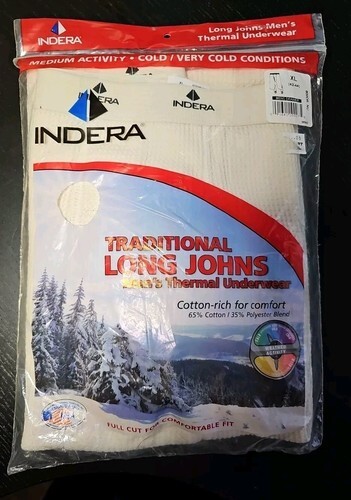 INDERA
Long Johns Men's
Thermal Underwear
MEDIUM ACTIVITY • COLD / VERY COLD CONDITIONS
XL
INDERA
INDERA
INDERA
TRADITIONAL
LONG JOHNS
Men's Thermal Underwear
Cotton-rich for comfort
65% Cotton / 35% Polyester Blend
FULL CUT FOR COMFORTABLE FIT